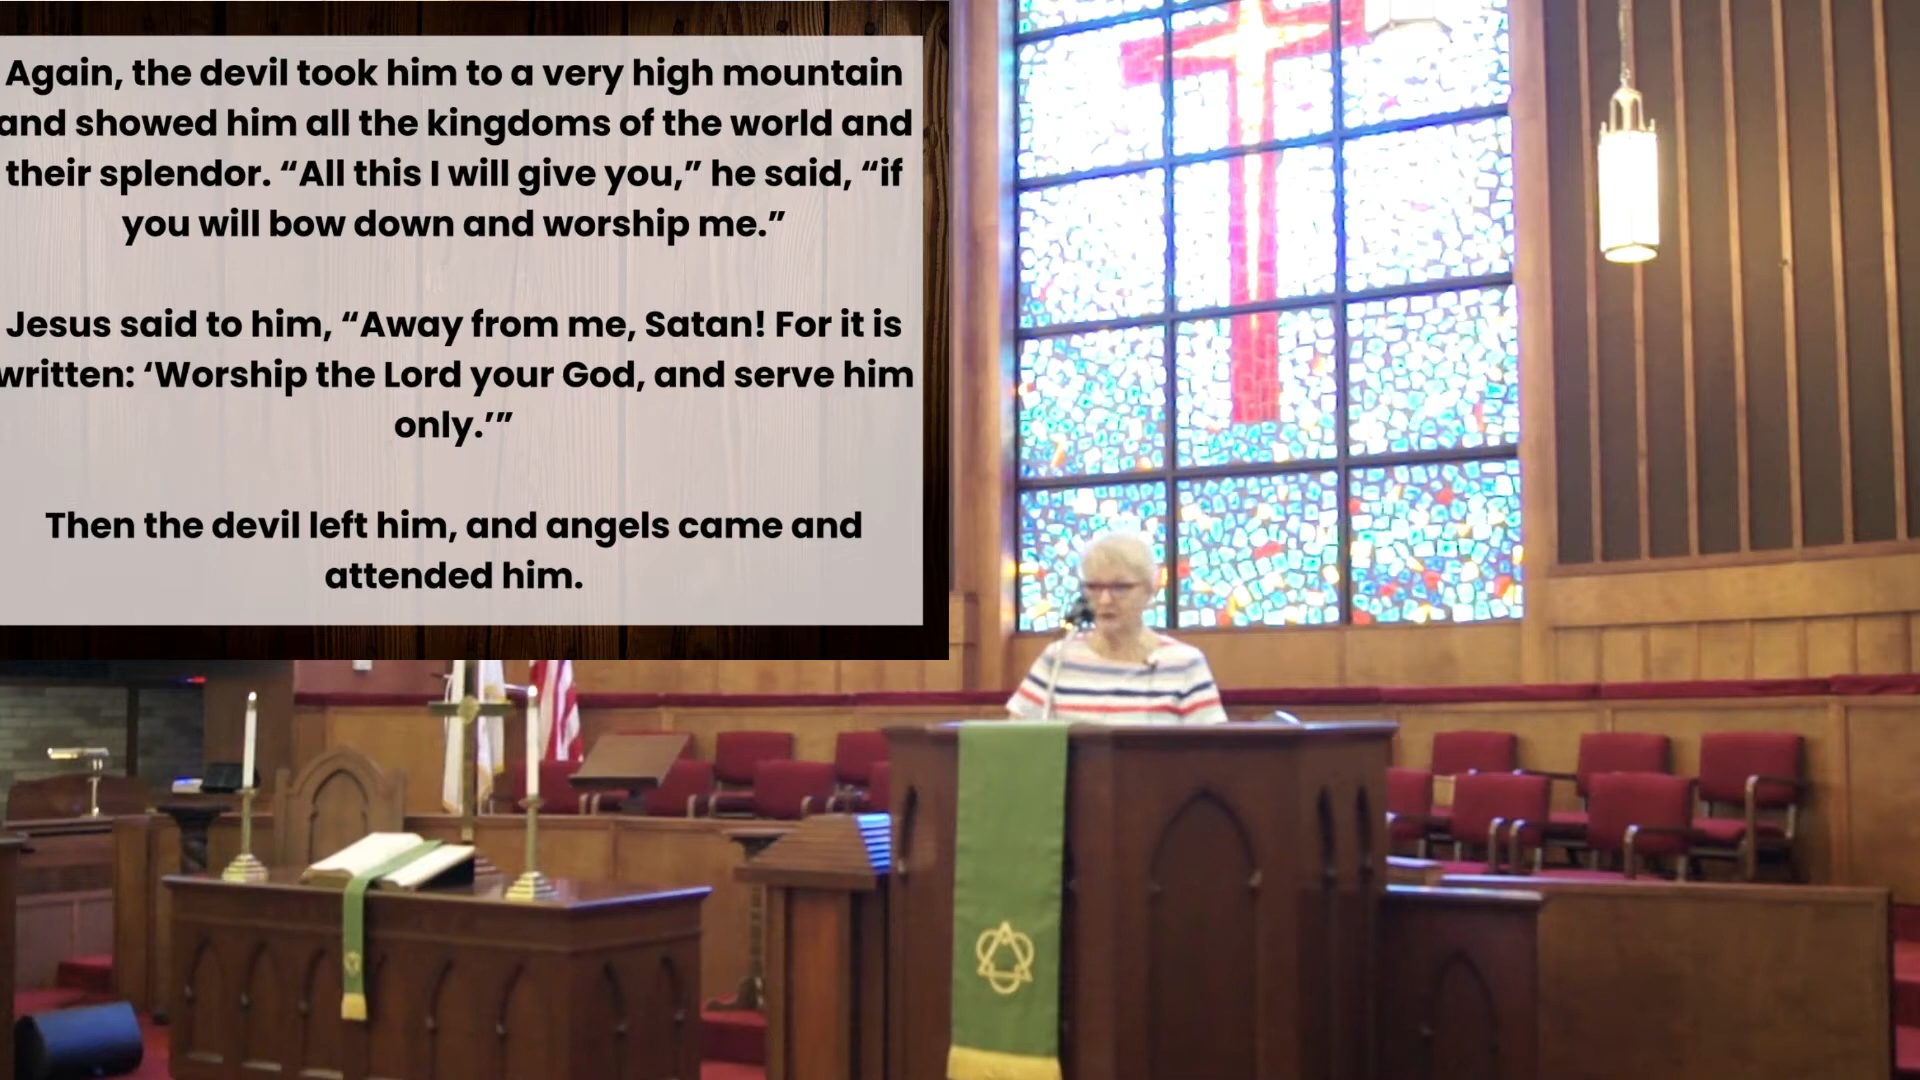 Again, the devil took him to a very high mountain
and showed him all the kingdoms of the world and
their splendor. “All this I will give you,” he said, “if
you will bow down and worship me.”
Jesus said to him, “Away from me, Satan! For it is
written: ‘Worship the Lord your God, and serve him
only.’”
Then the devil left him, and angels came and
attended him.